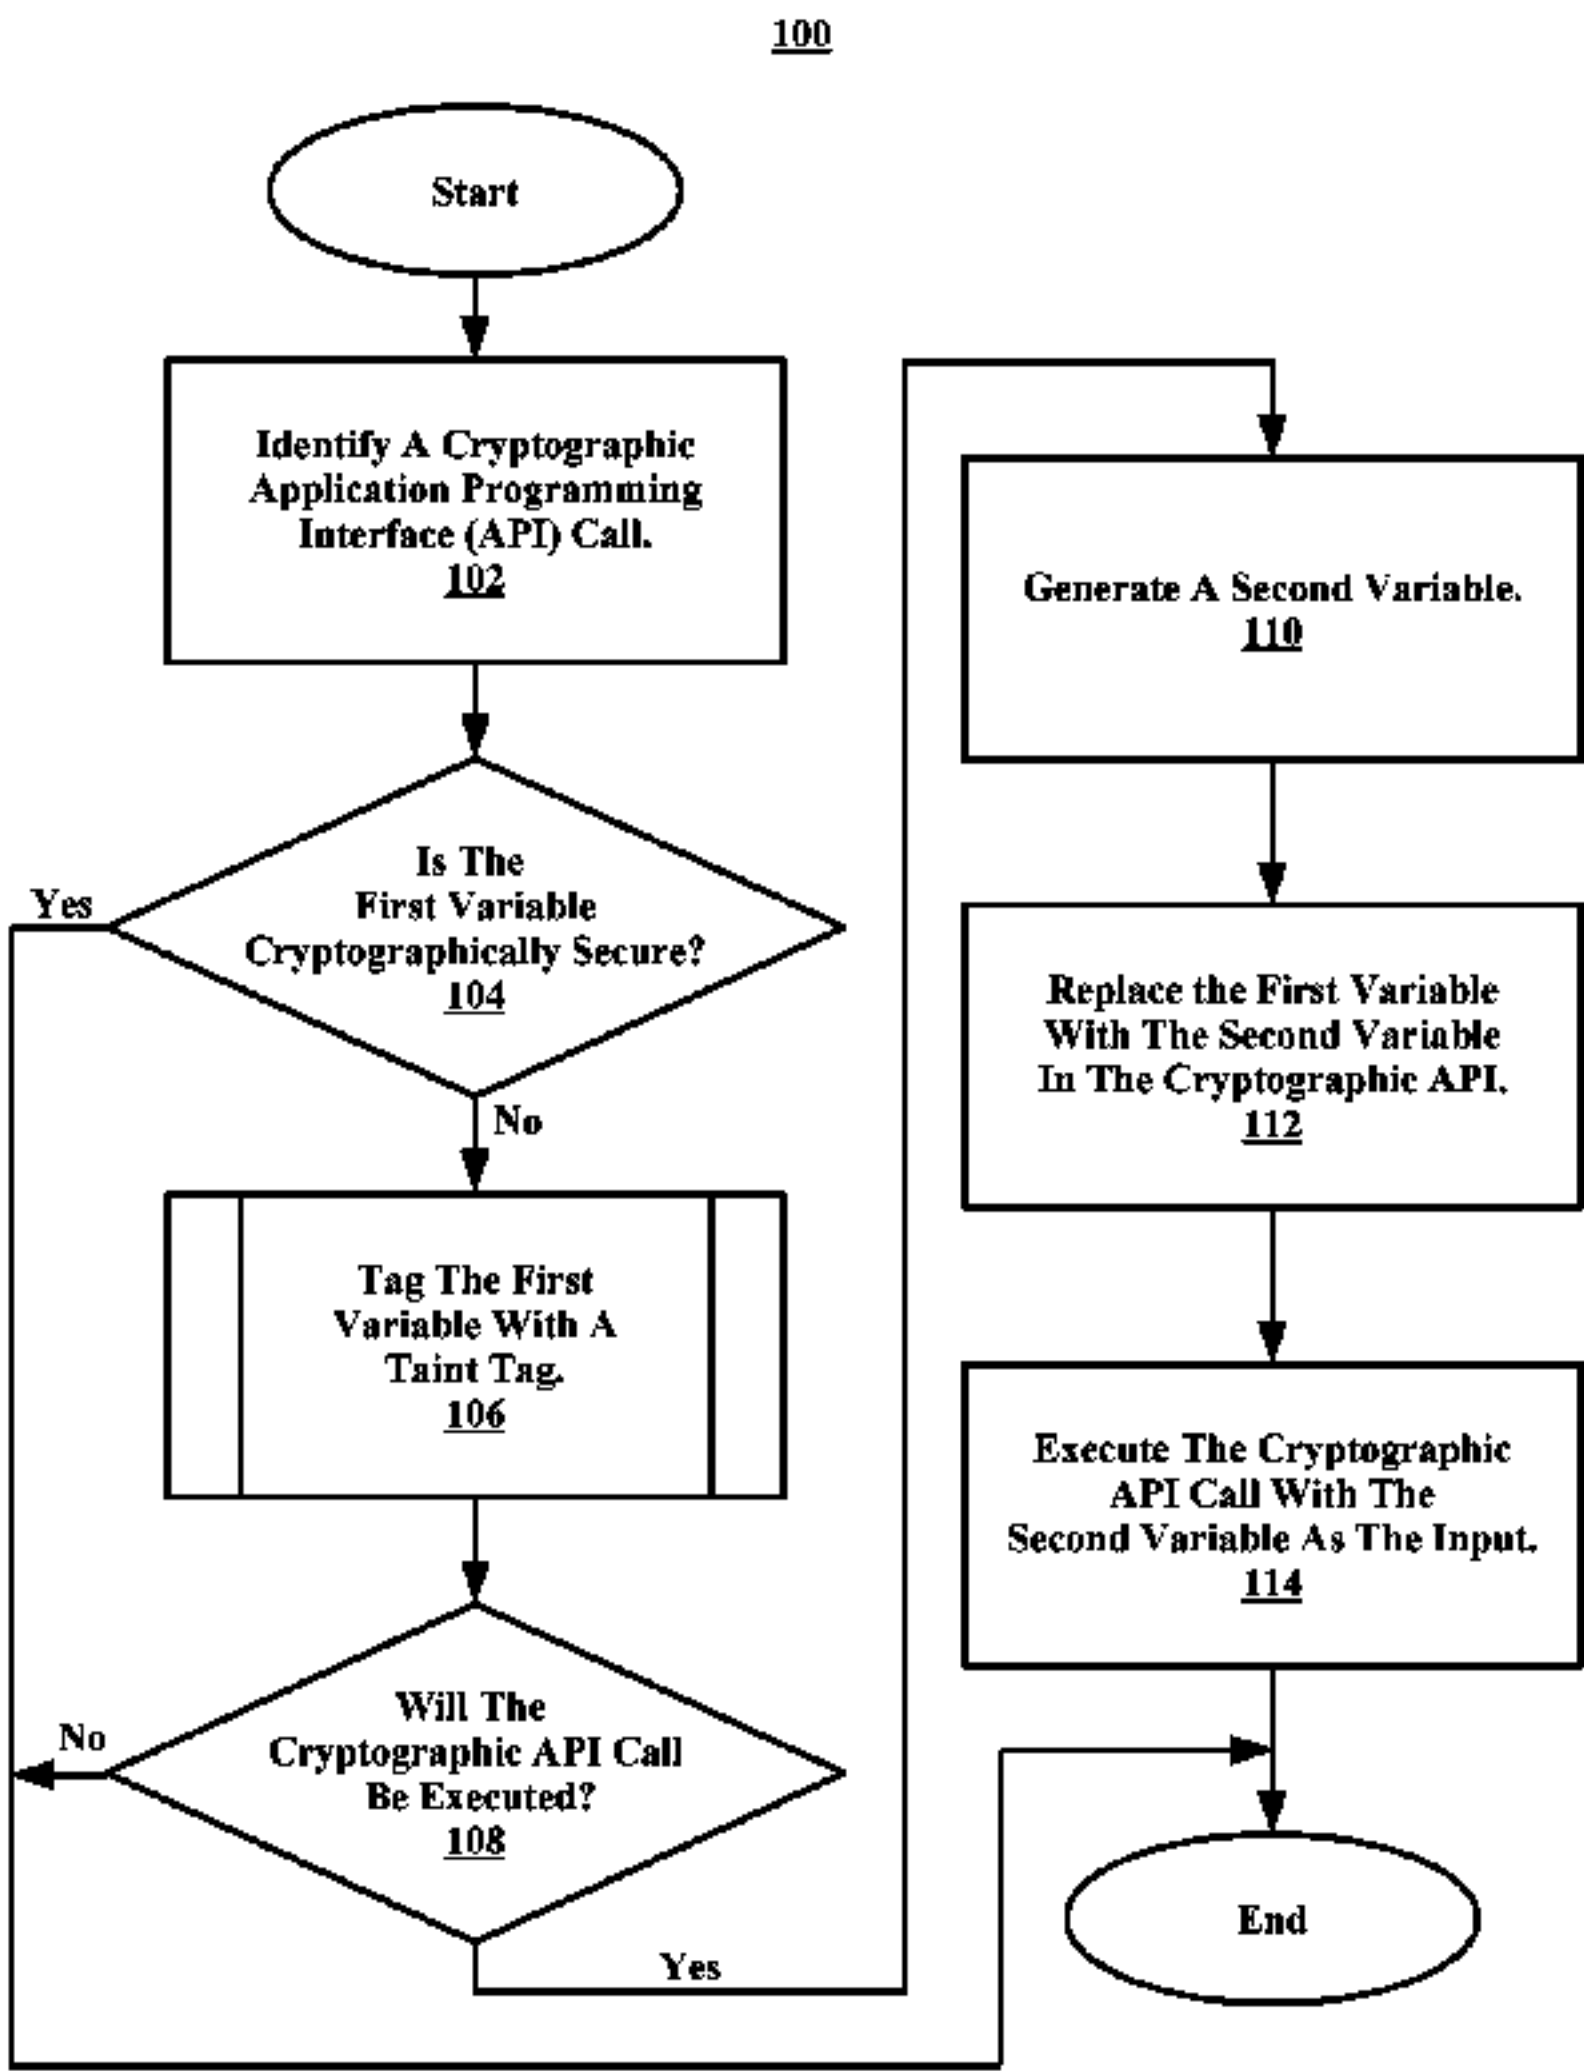 100
Start
Identify A Cryptographic
Application Programming
Interface (API) Call.
102
Is The
First Variable
Cryptographically Secure?
104
Yes
No
Tag The First
Variable With A
Taint Tag.
106
Will The
Cryptographic API Call
Be Executed?
108
No
Yes
Generate A Second Variable.
110
Replace the First Variable
With The Second Variable
In The Cryptographic API.
112
Execute The Cryptographic
API Call With The
Second Variable As The Input.
114
End